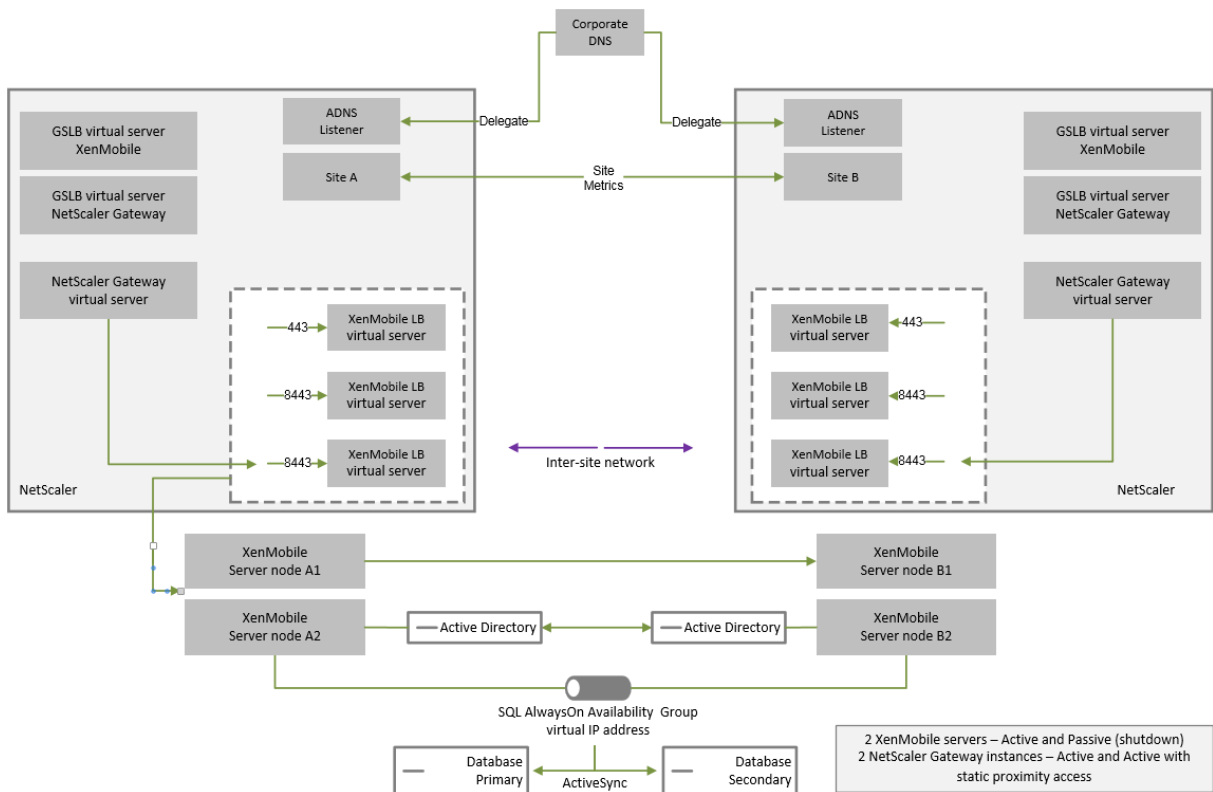 Corporate
DNS
ADNS
Listener
Delegate
Delegate
ADNS
Listener
GSLB virtual server
XenMobile
GSLB virtual server
XenMobile
Site A
Site
Metrics
Site B
GSLB virtual server
NetScaler Gateway
GSLB virtual server
NetScaler Gateway
NetScaler Gateway
virtual server
NetScaler Gateway
virtual server
443
XenMobile LB
virtual server
XenMobile LB
virtual server
443
8443
XenMobile LB
virtual server
XenMobile LB
virtual server
8443
8443
XenMobile LB
virtual server
Inter-site network
XenMobile LB
virtual server
8443
NetScaler
NetScaler
XenMobile
Server node A1
XenMobile
Server node B1
XenMobile
Server node A2
Active Directory
Active Directory
XenMobile
Server node B2
SQL AlwaysOn Availability Group
virtual IP address
Database
Primary
ActiveSync
Database
Secondary
2 XenMobile servers – Active and Passive (shutdown)
2 NetScaler Gateway instances – Active and Active with
static proximity access